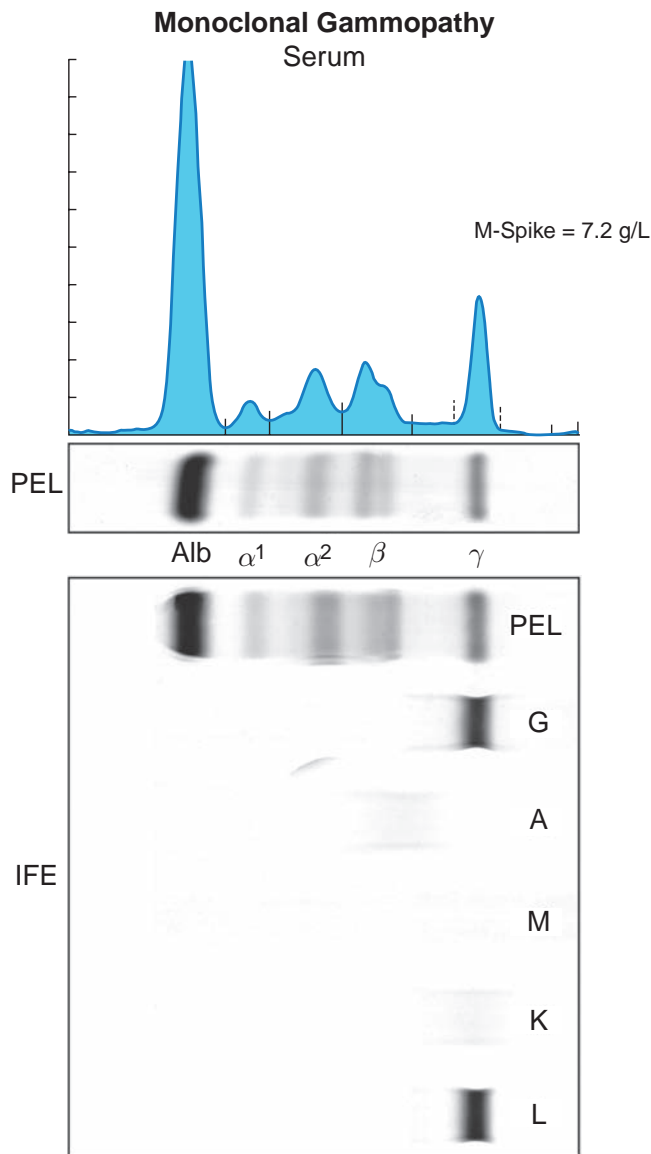 Monoclonal Gammopathy
Serum
M-Spike = 7.2 g/L
PEL
Alb α1 α2 β γ
PEL
G
A
IFE
M
K
L